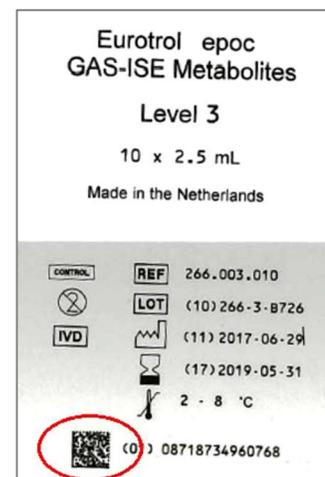 Eurotrol epoc
GAS-ISE Metabolites
Level 3
10 x 2.5 mL
Made in the Netherlands
CONTROL REF 266.003.010
2 LOT (10)266-3-B726
IVD (11)2017-06-29
(17)2019-05-31
2 - 8 °C
08718734960768